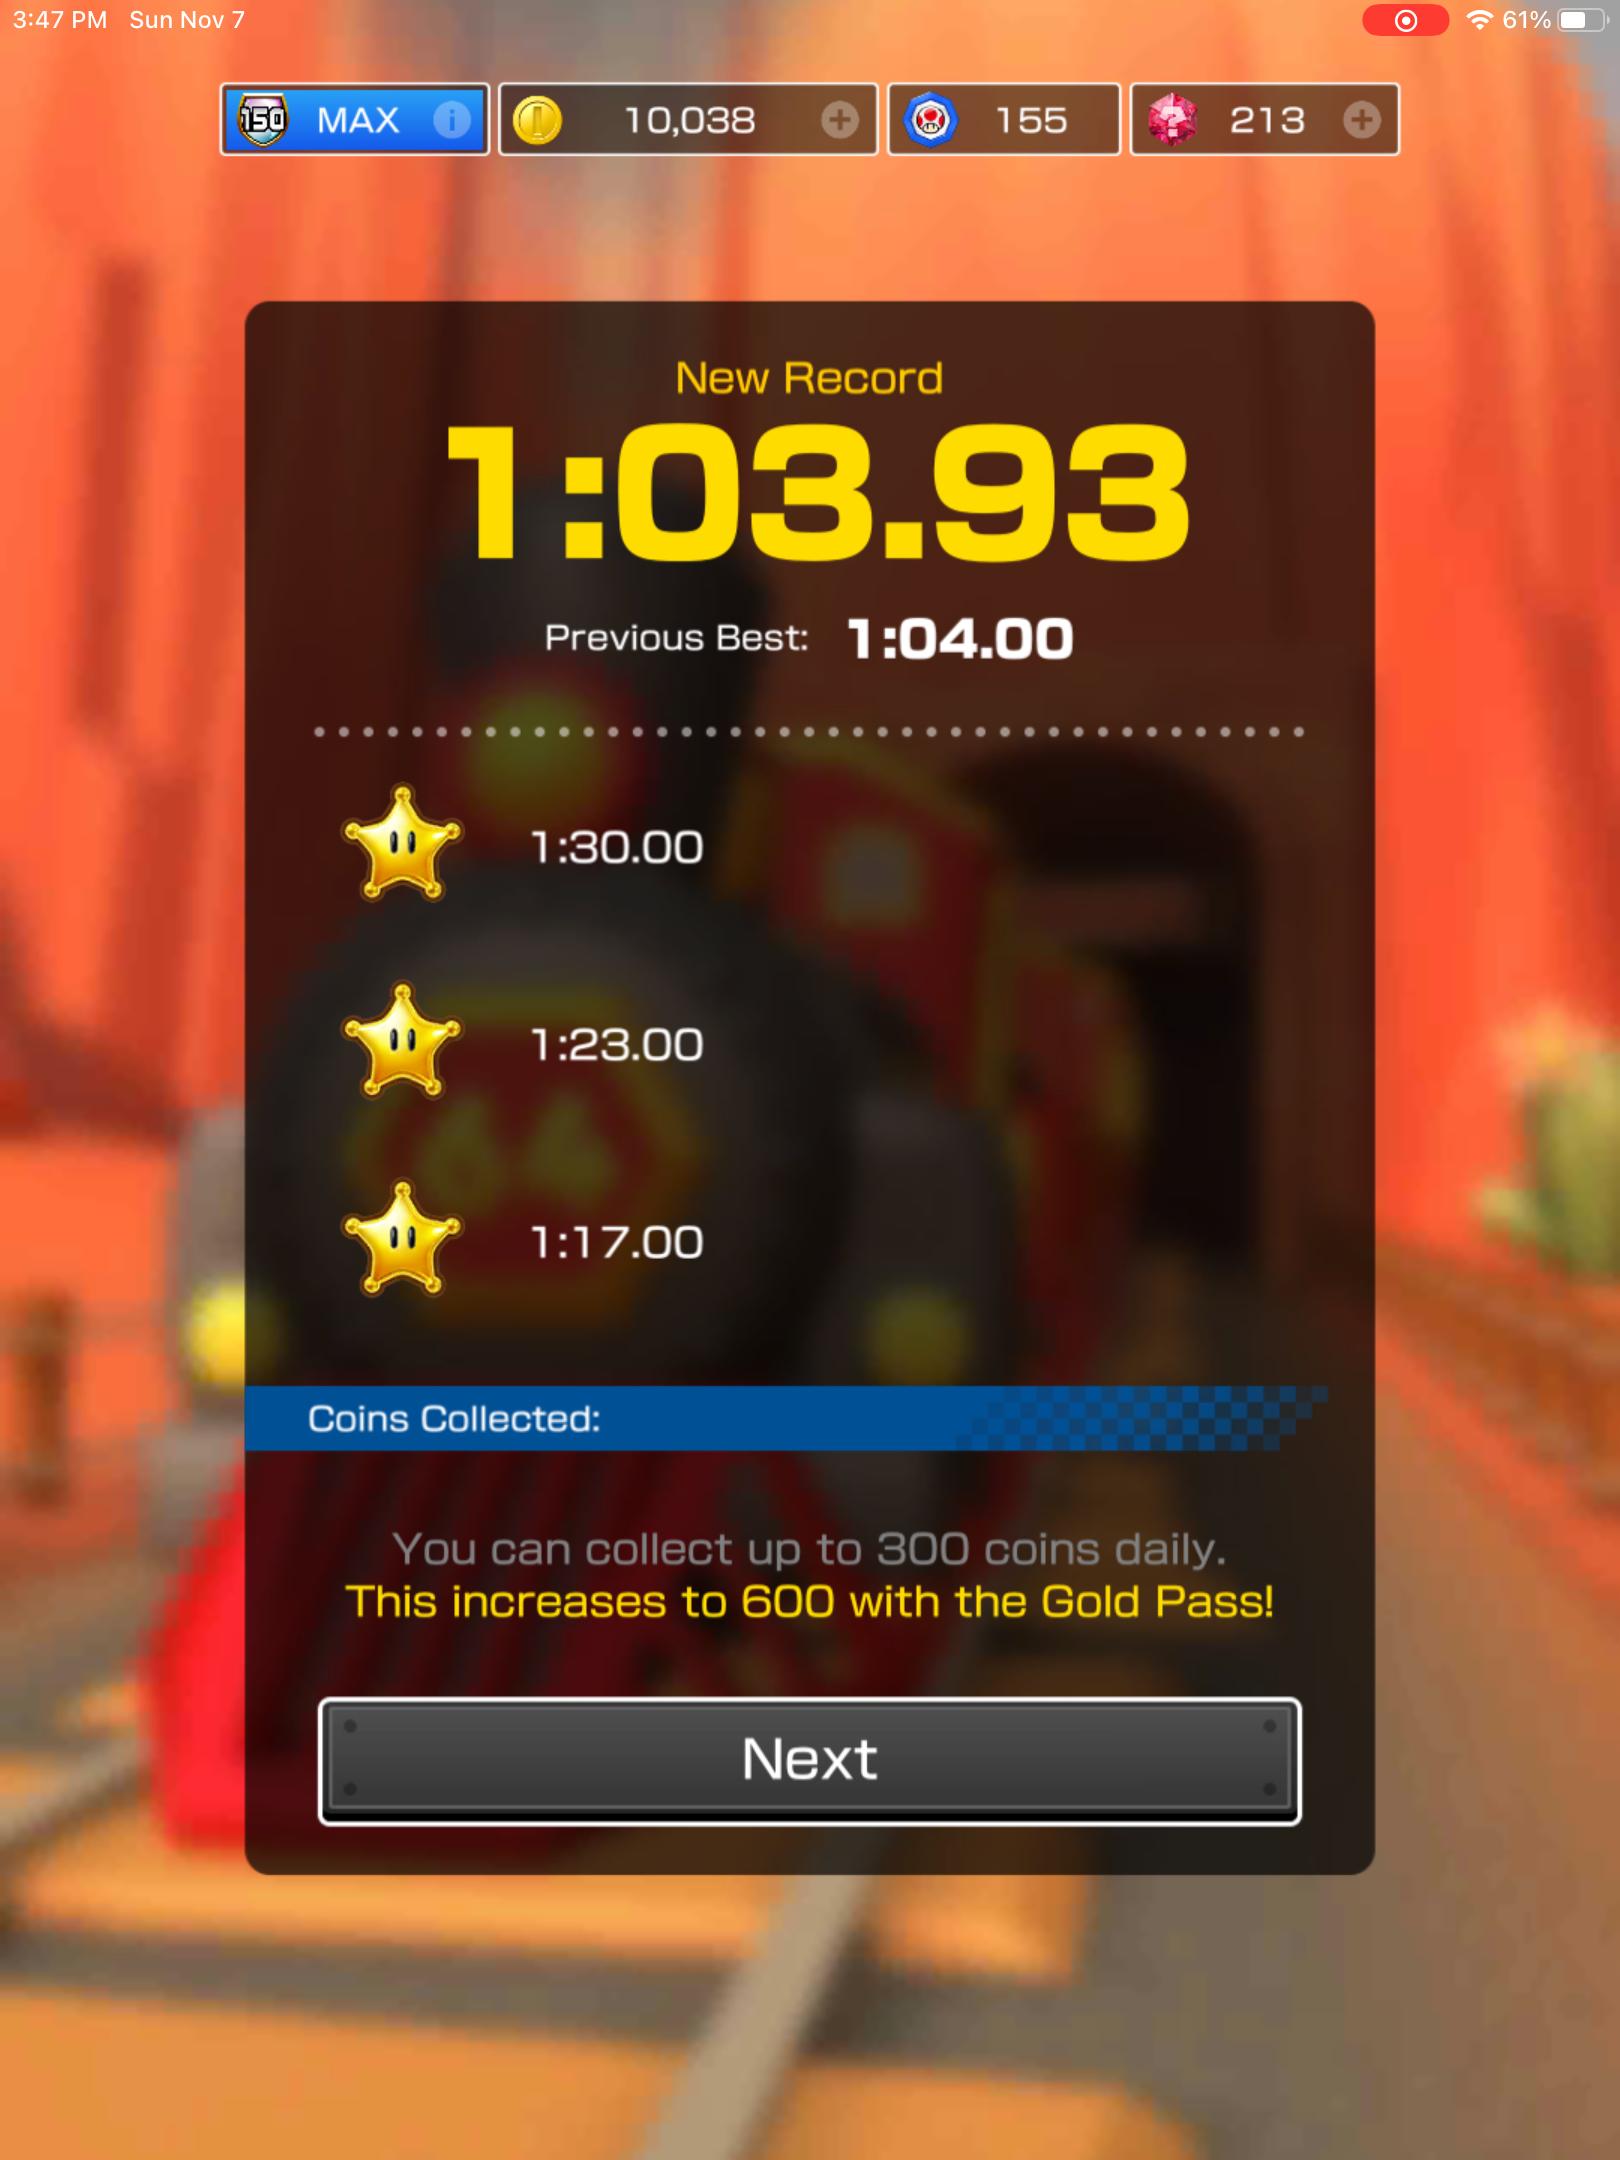 3:47 PM Sun Nov 7 61%
150 MAX i 10,038 + 155 ? 213 +
New Record
1:03.93
Previous Best: 1:04.00
1:30.00
1:23.00
64
1:17.00
Coins Collected:
You can collect up to 300 coins daily.
This increases to 600 with the Gold Pass!
Next